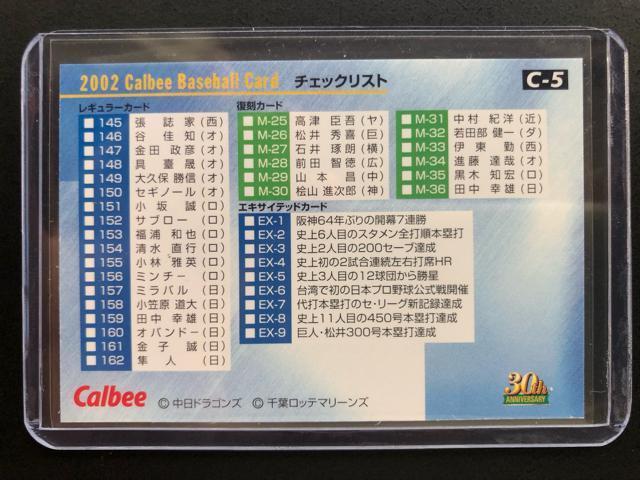 2002 Calbee Baseball Card チェックリスト
C-5
レギュラーカード
145 張 誌家(西)
146 谷 佳知(オ)
147 金田 政彦(オ)
148 具 臺晟(オ)
149 大久保 勝信(オ)
150 セギノール(オ)
151 小坂 誠(ロ)
152 サブロー(ロ)
153 福浦 和也(ロ)
154 清水 直行(ロ)
155 小林 雅英(ロ)
156 ミンチー(ロ)
157 ミラバル(日)
158 小笠原 道大(日)
159 田中 幸雄(日)
160 オバンドー(日)
161 金子 誠(日)
162 隼人(日)
復刻カード
M-25 高津 臣吾(ヤ)
M-26 松井 秀喜(巨)
M-27 石井 琢朗(横)
M-28 前田 智徳(広)
M-29 山本 昌(中)
M-30 桧山 進次郎(神)
M-31 中村 紀洋(近)
M-32 若田部 健一(ダ)
M-33 伊東 勤(西)
M-34 進藤 達哉(オ)
M-35 黒木 知宏(ロ)
M-36 田中 幸雄(日)
エキサイテッドカード
EX-1 阪神64年ぶりの開幕7連勝
EX-2 史上6人目のスタメン全打順本塁打
EX-3 史上2人目の200セーブ達成
EX-4 史上初の2試合連続左右打席HR
EX-5 史上3人目の12球団から勝星
EX-6 台湾で初の日本プロ野球公式戦開催
EX-7 代打本塁打のセ・リーグ新記録達成
EX-8 史上11人目の450号本塁打達成
EX-9 巨人・松井300号本塁打達成
Calbee
© 中日ドラゴンズ © 千葉ロッテマリーンズ
30th
ANNIVERSARY